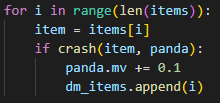 for i in range(len(items)):
    item = items[i]
    if crash(item, panda):
        panda.mv += 0.1
        dm_items.append(i)